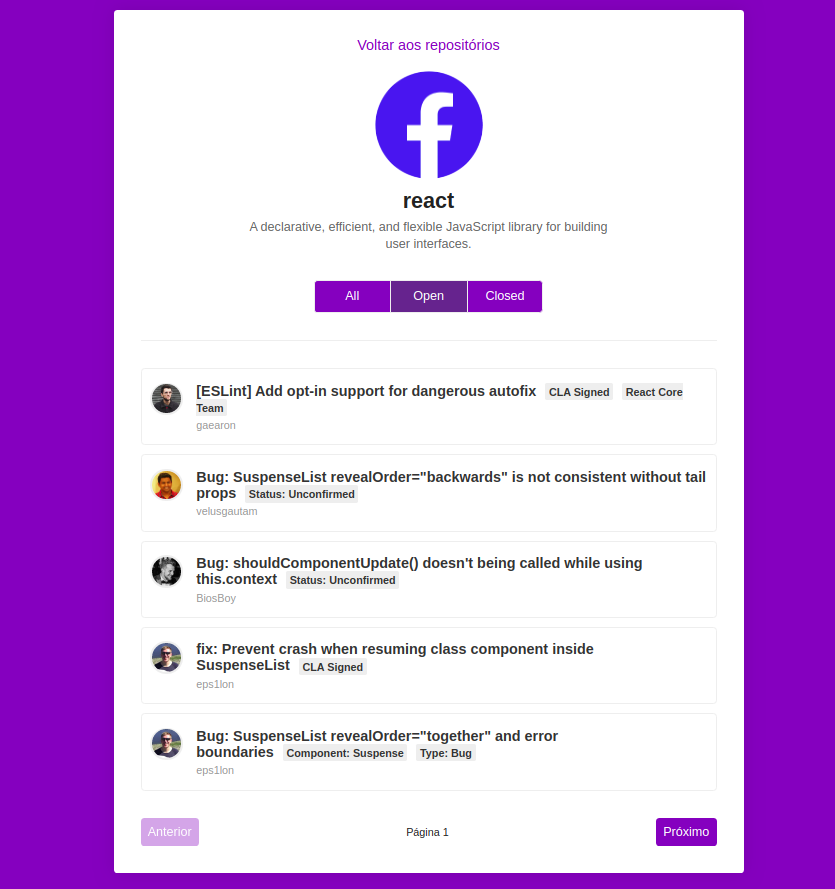 Voltar aos repositórios
react
A declarative, efficient, and flexible JavaScript library for building
user interfaces.
All Open Closed
[ESLint] Add opt-in support for dangerous autofix CLA Signed React Core
Team
gaearon
Bug: SuspenseList revealOrder="backwards" is not consistent without tail
props Status: Unconfirmed
velusgautam
Bug: shouldComponentUpdate() doesn't being called while using
this.context Status: Unconfirmed
BiosBoy
fix: Prevent crash when resuming class component inside
SuspenseList CLA Signed
eps1lon
Bug: SuspenseList revealOrder="together" and error
boundaries Component: Suspense Type: Bug
eps1lon
Anterior Página 1 Próximo